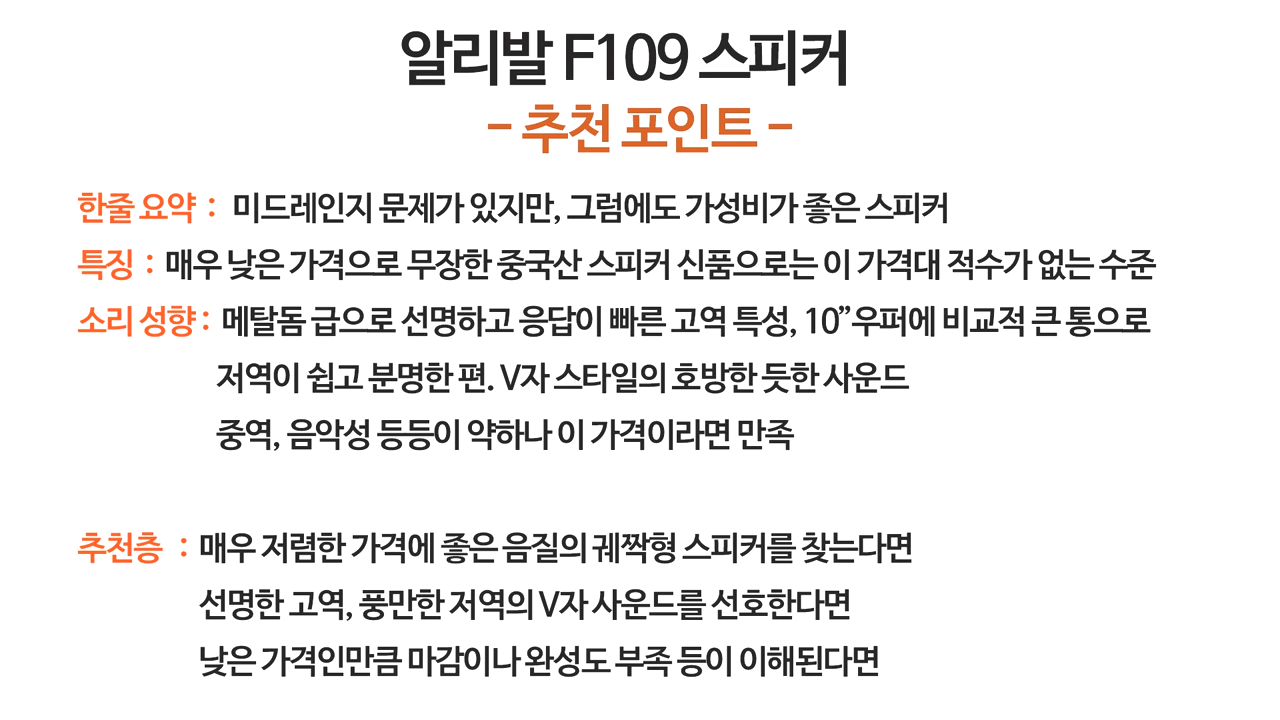 알리발 F109 스피커
- 추천 포인트 -
한줄 요약 : 미드레인지 문제가 있지만, 그럼에도 가성비가 좋은 스피커
특징 : 매우 낮은 가격으로 무장한 중국산 스피커 신품으로는 이 가격대 적수가 없는 수준
소리 성향 : 메탈돔 급으로 선명하고 응답이 빠른 고역 특성, 10”우퍼에 비교적 큰 통으로
저역이 쉽고 분명한 편. V자 스타일의 호방한 듯한 사운드
중역, 음악성 등등이 약하나 이 가격이라면 만족
추천층 : 매우 저렴한 가격에 좋은 음질의 궤짝형 스피커를 찾는다면
선명한 고역, 풍만한 저역의 V자 사운드를 선호한다면
낮은 가격인만큼 마감이나 완성도 부족 등이 이해된다면